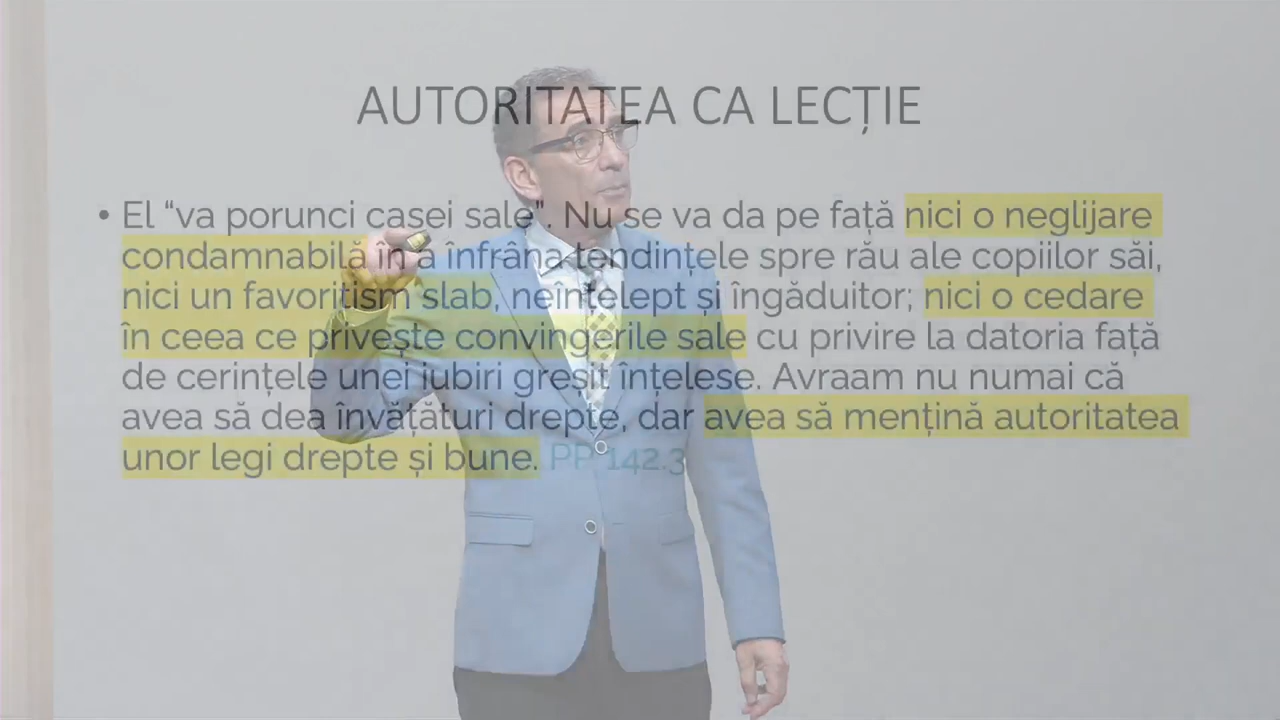 AUTORITATEA CA LECȚIE
• El “va porunci casei sale”. Nu se va da pe față nici o neglijare
condamnabilă în a înfrâna tendințele spre rău ale copiilor săi,
nici un favoritism slab, neînțelept și îngăduitor; nici o cedare
în ceea ce privește convingerile sale cu privire la datoria față
de cerințele unei iubiri greșit înțelese. Avraam nu numai că
avea să dea învățături drepte, dar avea să mențină autoritatea
unor legi drepte și bune. PP 142.3